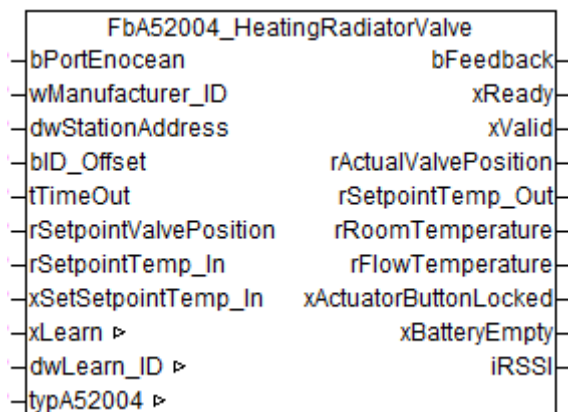 FbA52004_HeatingRadiatorValve
bPortEnocean bFeedback
wManufacturer_ID xReady
dwStationAddress xValid
bID_Offset rActualValvePosition
tTimeOut rSetpointTemp_Out
rSetpointValvePosition rRoomTemperature
rSetpointTemp_In rFlowTemperature
xSetSetpointTemp_In xActuatorButtonLocked
xLearn ▹ xBatteryEmpty
dwLearn_ID ▹ iRSSI
typA52004 ▹